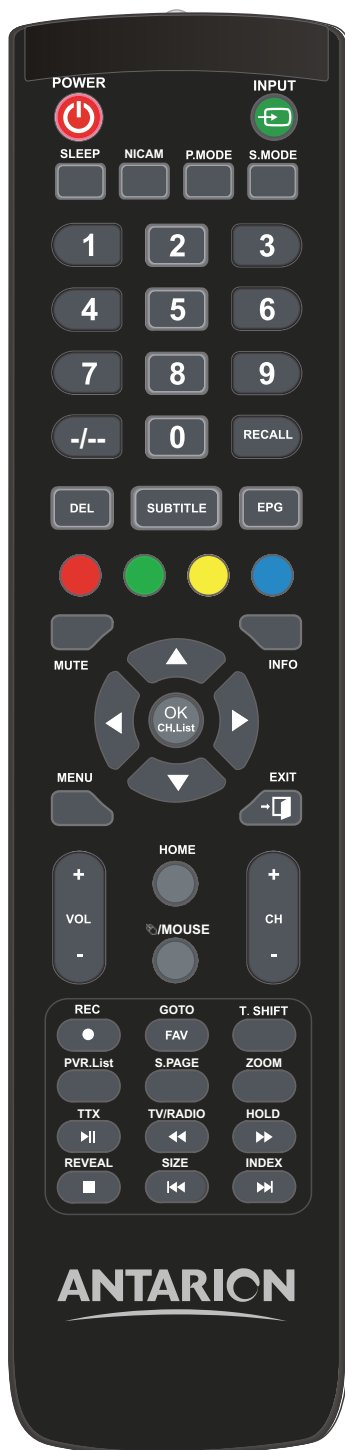 POWER INPUT
SLEEP NICAM P.MODE S.MODE
1 2 3
4 5 6
7 8 9
-/-- 0 RECALL
DEL SUBTITLE EPG
MUTE INFO
OK
CH.List
MENU EXIT
HOME
+ +
VOL CH
/MOUSE
- -
REC GOTO T. SHIFT
FAV
PVR.List S.PAGE ZOOM
TTX TV/RADIO HOLD
REVEAL SIZE INDEX
ANTARION